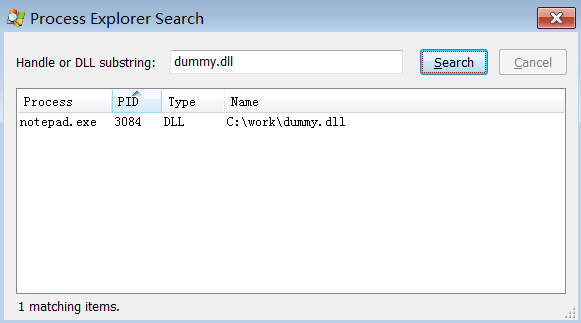 Process Explorer Search
Handle or DLL substring: dummy.dll Search Cancel
Process PID Type Name
notepad.exe 3084 DLL C:\work\dummy.dll
1 matching items.